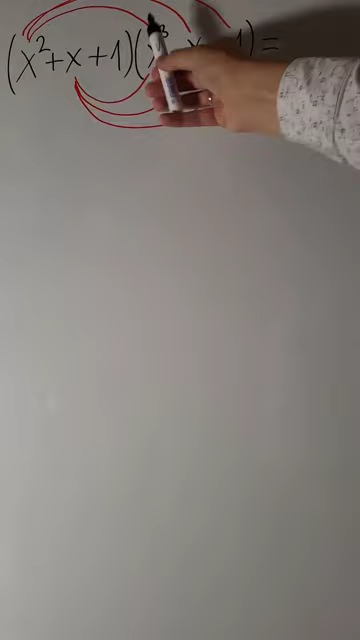 (x²+x+1)(x³ x 1)=